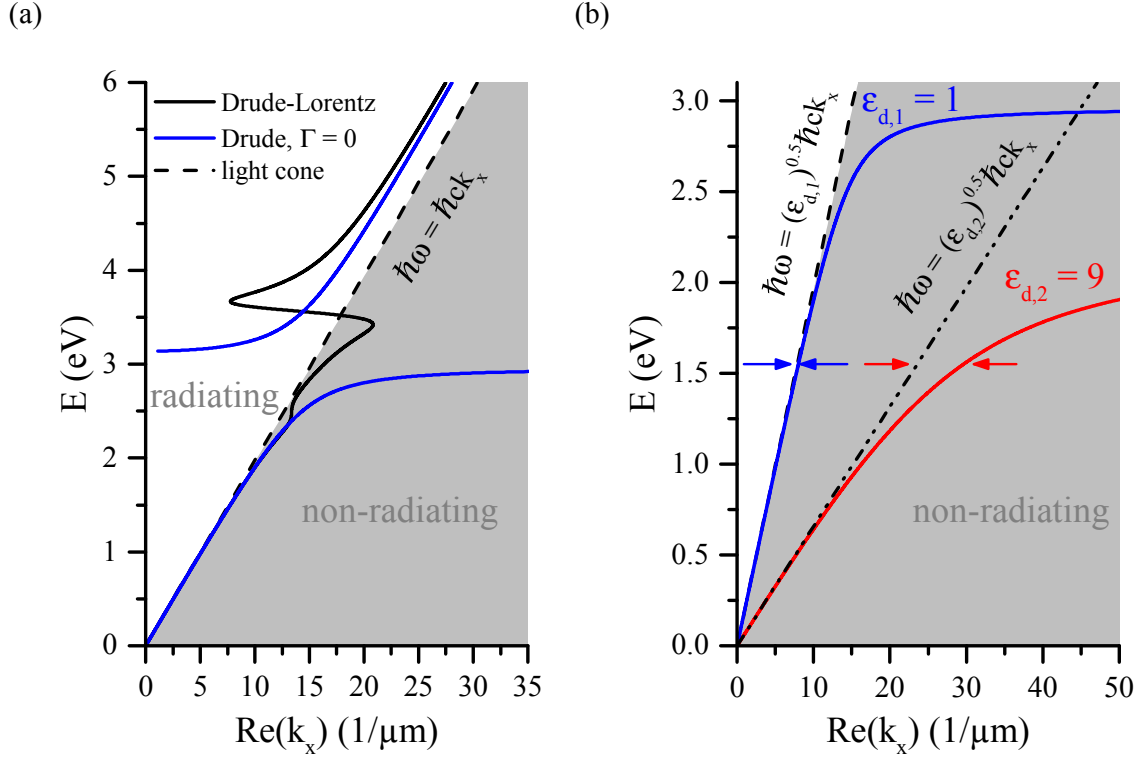 (a)
6
5
4
3
2
1
0
E (eV)
Drude-Lorentz
Drude, Γ = 0
light cone
ħω = ħck_x
radiating
non-radiating
0 5 10 15 20 25 30 35
Re(k_x) (1/µm)
(b)
3.0
2.5
2.0
1.5
1.0
0.5
0.0
E (eV)
ε_d,1 = 1
ħω = (ε_d,1)^0.5 ħck_x
ħω = (ε_d,2)^0.5 ħck_x
ε_d,2 = 9
non-radiating
0 10 20 30 40 50
Re(k_x) (1/µm)